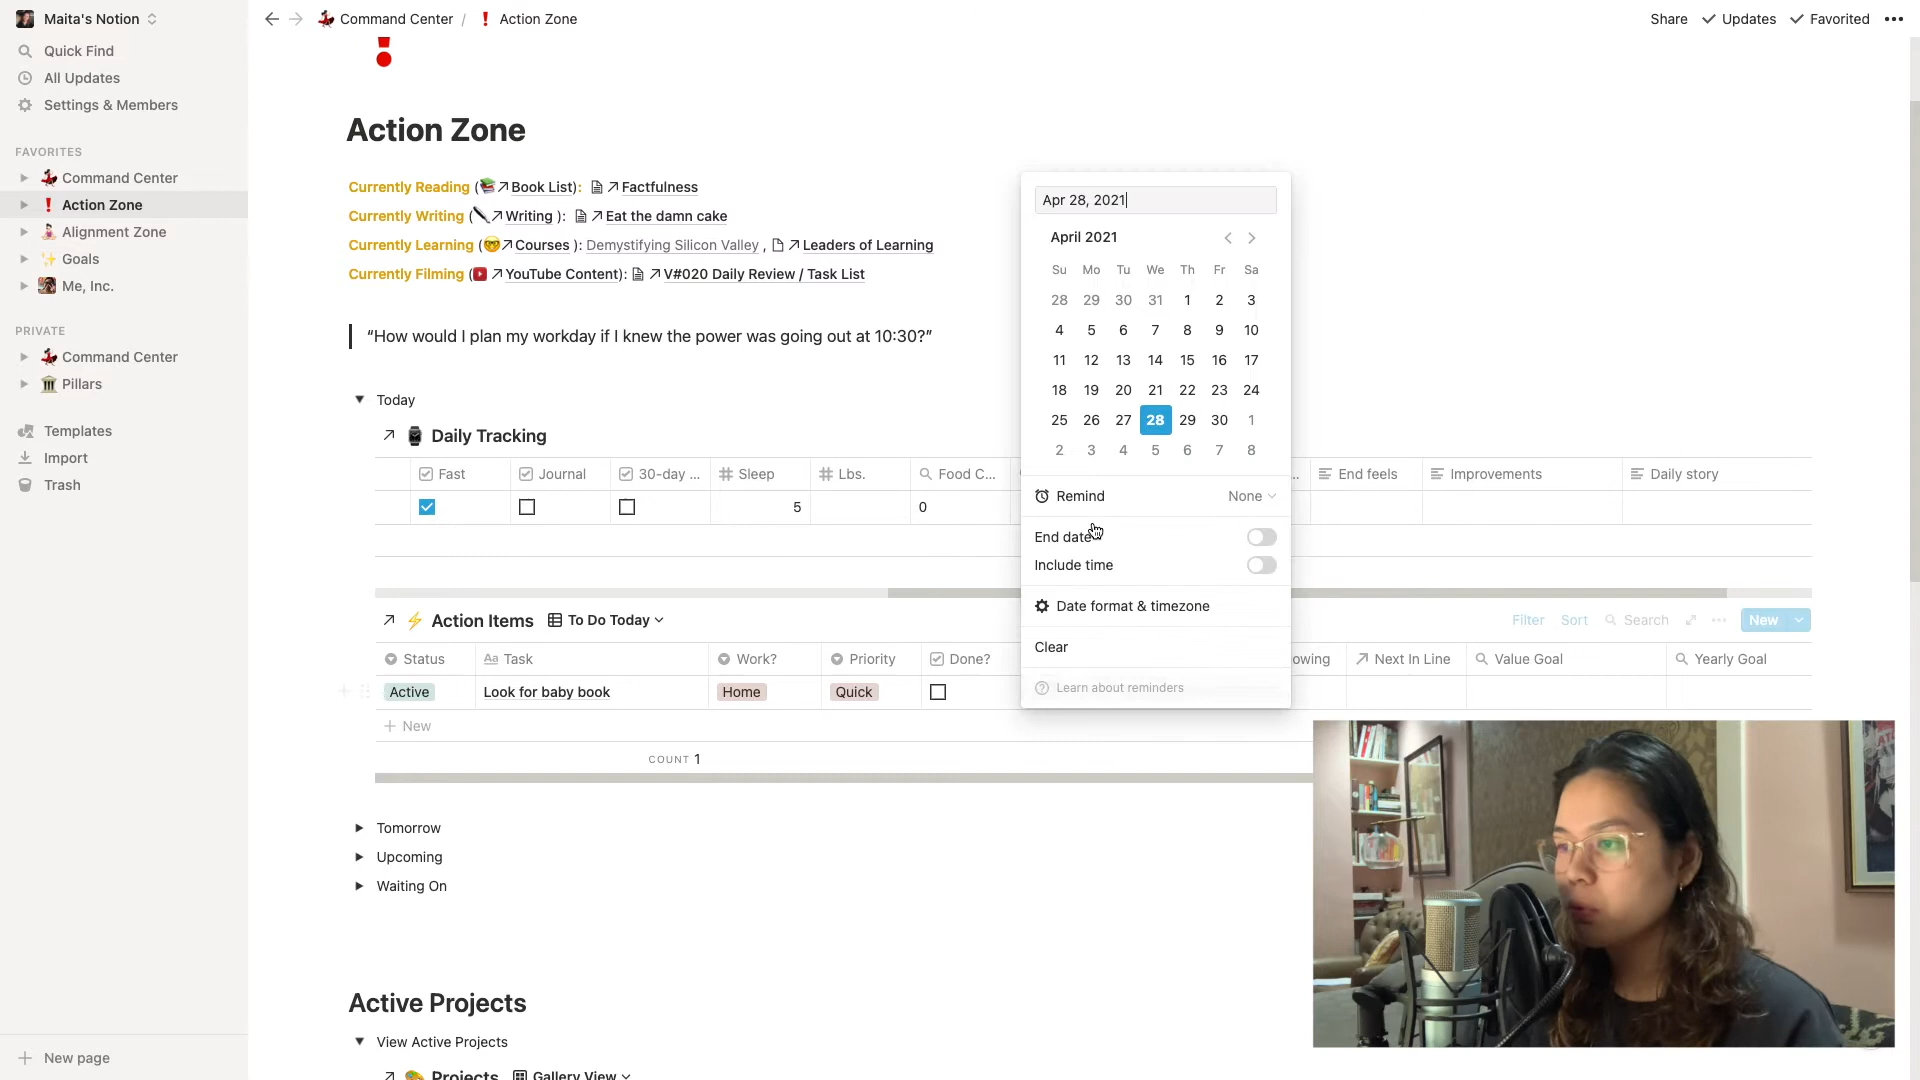 Maita's Notion
Quick Find
All Updates
Settings & Members
FAVORITES
Command Center
Action Zone
Alignment Zone
Goals
Me, Inc.
PRIVATE
Command Center
Pillars
Templates
Import
Trash
New page
Command Center / Action Zone
Share Updates Favorited
Action Zone
Currently Reading (Book List): Factfulness
Currently Writing (Writing ): Eat the damn cake
Currently Learning (Courses ): Demystifying Silicon Valley , Leaders of Learning
Currently Filming (YouTube Content): V#020 Daily Review / Task List
“How would I plan my workday if I knew the power was going out at 10:30?”
Today
Daily Tracking
Fast Journal 30-day ... Sleep Lbs. Food C... End feels Improvements Daily story
5 0
Action Items To Do Today
Filter Sort Search New
Status Task Work? Priority Done? owing Next In Line Value Goal Yearly Goal
Active Look for baby book Home Quick
+ New
COUNT 1
Tomorrow
Upcoming
Waiting On
Active Projects
View Active Projects
Projects Gallery View
Apr 28, 2021
April 2021
Su Mo Tu We Th Fr Sa
28 29 30 31 1 2 3
4 5 6 7 8 9 10
11 12 13 14 15 16 17
18 19 20 21 22 23 24
25 26 27 28 29 30 1
2 3 4 5 6 7 8
Remind None
End date
Include time
Date format & timezone
Clear
Learn about reminders